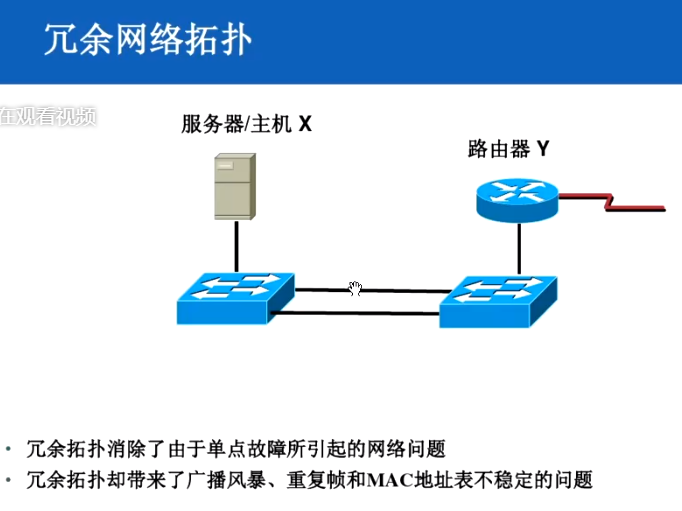 冗余网络拓扑
在观看视频
服务器/主机 X
路由器 Y
• 冗余拓扑消除了由于单点故障所引起的网络问题
• 冗余拓扑却带来了广播风暴、重复帧和MAC地址表不稳定的问题